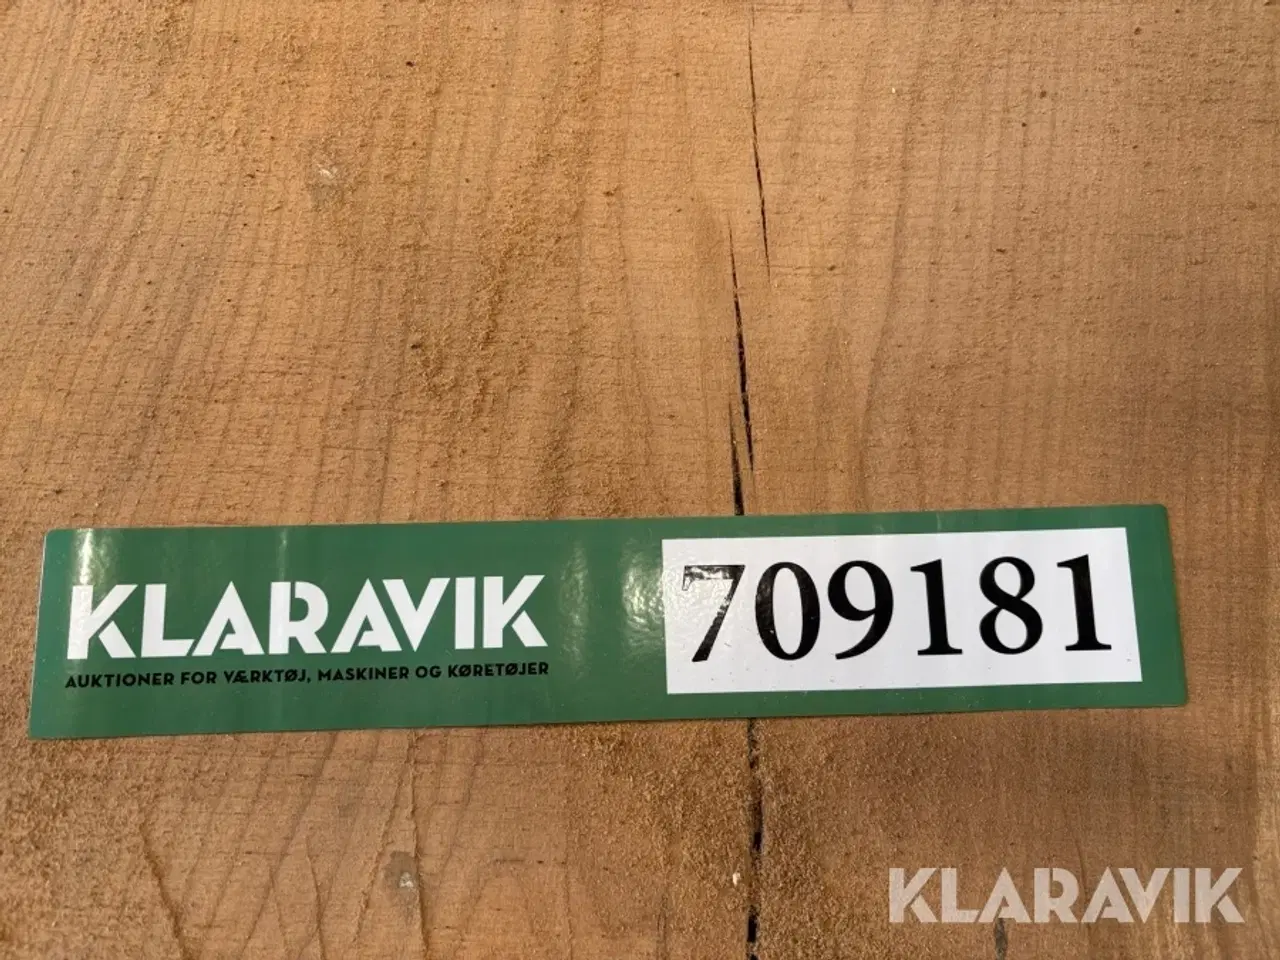 KLARAVIK
AUKTIONER FOR VÆRKTØJ, MASKINER OG KØRETØJER
709181
KLARAVIK